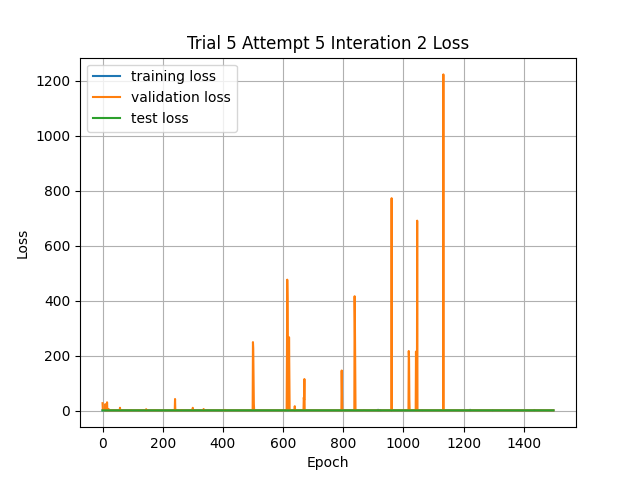 Trial 5 Attempt 5 Interation 2 Loss
training loss
validation loss
test loss
1200
1000
800
600
400
200
0
Loss
0 200 400 600 800 1000 1200 1400
Epoch